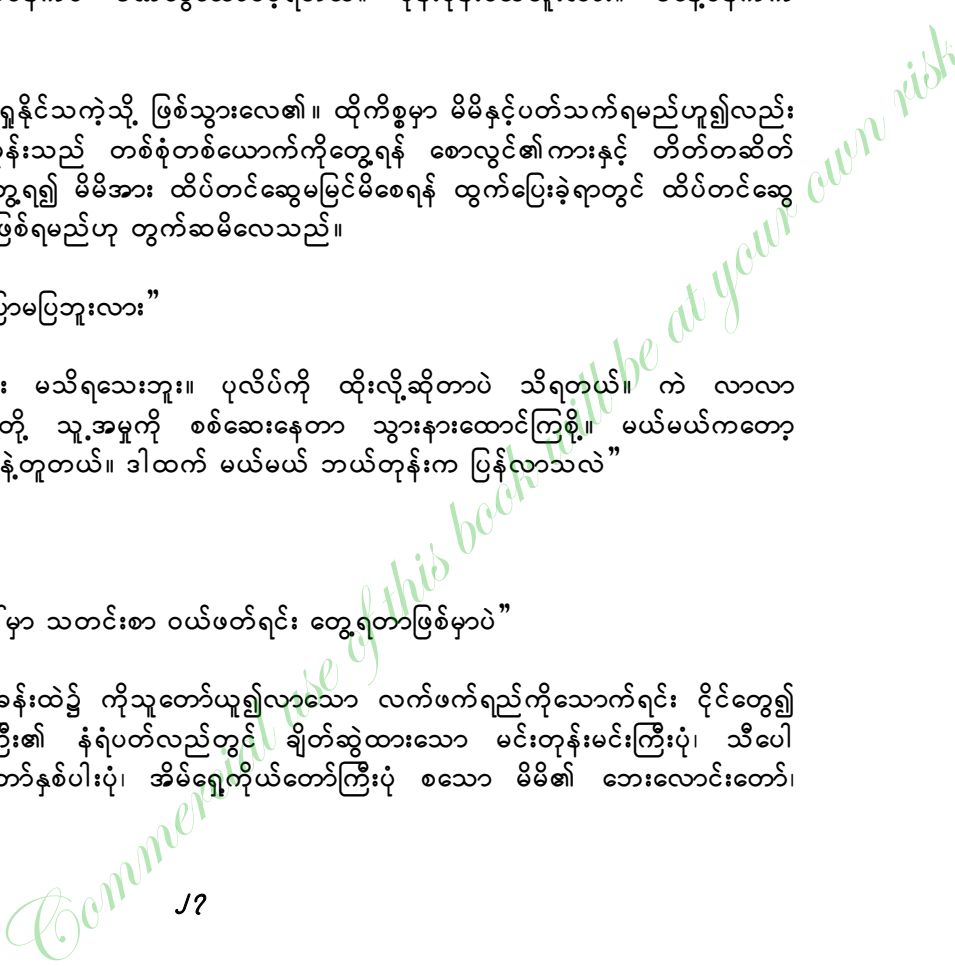 ရှုနိုင်သကဲ့သို့ ဖြစ်သွားလေ၏။ ထိုကိစ္စမှာ မိမိနှင့်ပတ်သက်ရမည်ဟူ၍လည်း
မုန်းသည် တစ်စုံတစ်ယောက်ကိုတွေ့ရန် စောလွင်၏ကားနှင့် တိတ်တဆိတ်
တွေ့ရ၍ မိမိအား ထိပ်တင်ဆွေမမြင်မိစေရန် ထွက်ပြေးခဲ့ရာတွင် ထိပ်တင်ဆွေ
ဖြစ်ရမည်ဟု တွက်ဆမိလေသည်။
ပြာမပြဘူးလား”
မသိရသေးဘူး။ ပုလိပ်ကို ထိုးလို့ဆိုတာပဲ သိရတယ်။ ကဲ လာလာ
တို့ သူ့အမှုကို စစ်ဆေးနေတာ သွားနားထောင်ကြစို့။ မယ်မယ်ကတော့
နဲ့တူတယ်။ ဒါထက် မယ်မယ် ဘယ်တုန်းက ပြန်လာသလဲ”
မှာ သတင်းစာ ဝယ်ဖတ်ရင်း တွေ့ရတာဖြစ်မှာပဲ”
ခန်းထဲ၌ ကိုသူတော်ယူ၍လာသော လက်ဖက်ရည်ကိုသောက်ရင်း ငိုင်တွေ၍
ကြီး၏ နံရံပတ်လည်တွင် ချိတ်ဆွဲထားသော မင်းတုန်းမင်းကြီးပုံ၊ သီပေါ
တာ်နှစ်ပါးပုံ၊ အိမ်ရှေ့ကိုယ်တော်ကြီးပုံ စသော မိမိ၏ ဘေးလောင်းတော်၊
၂၇
Commercial use of this book will be at your own risk